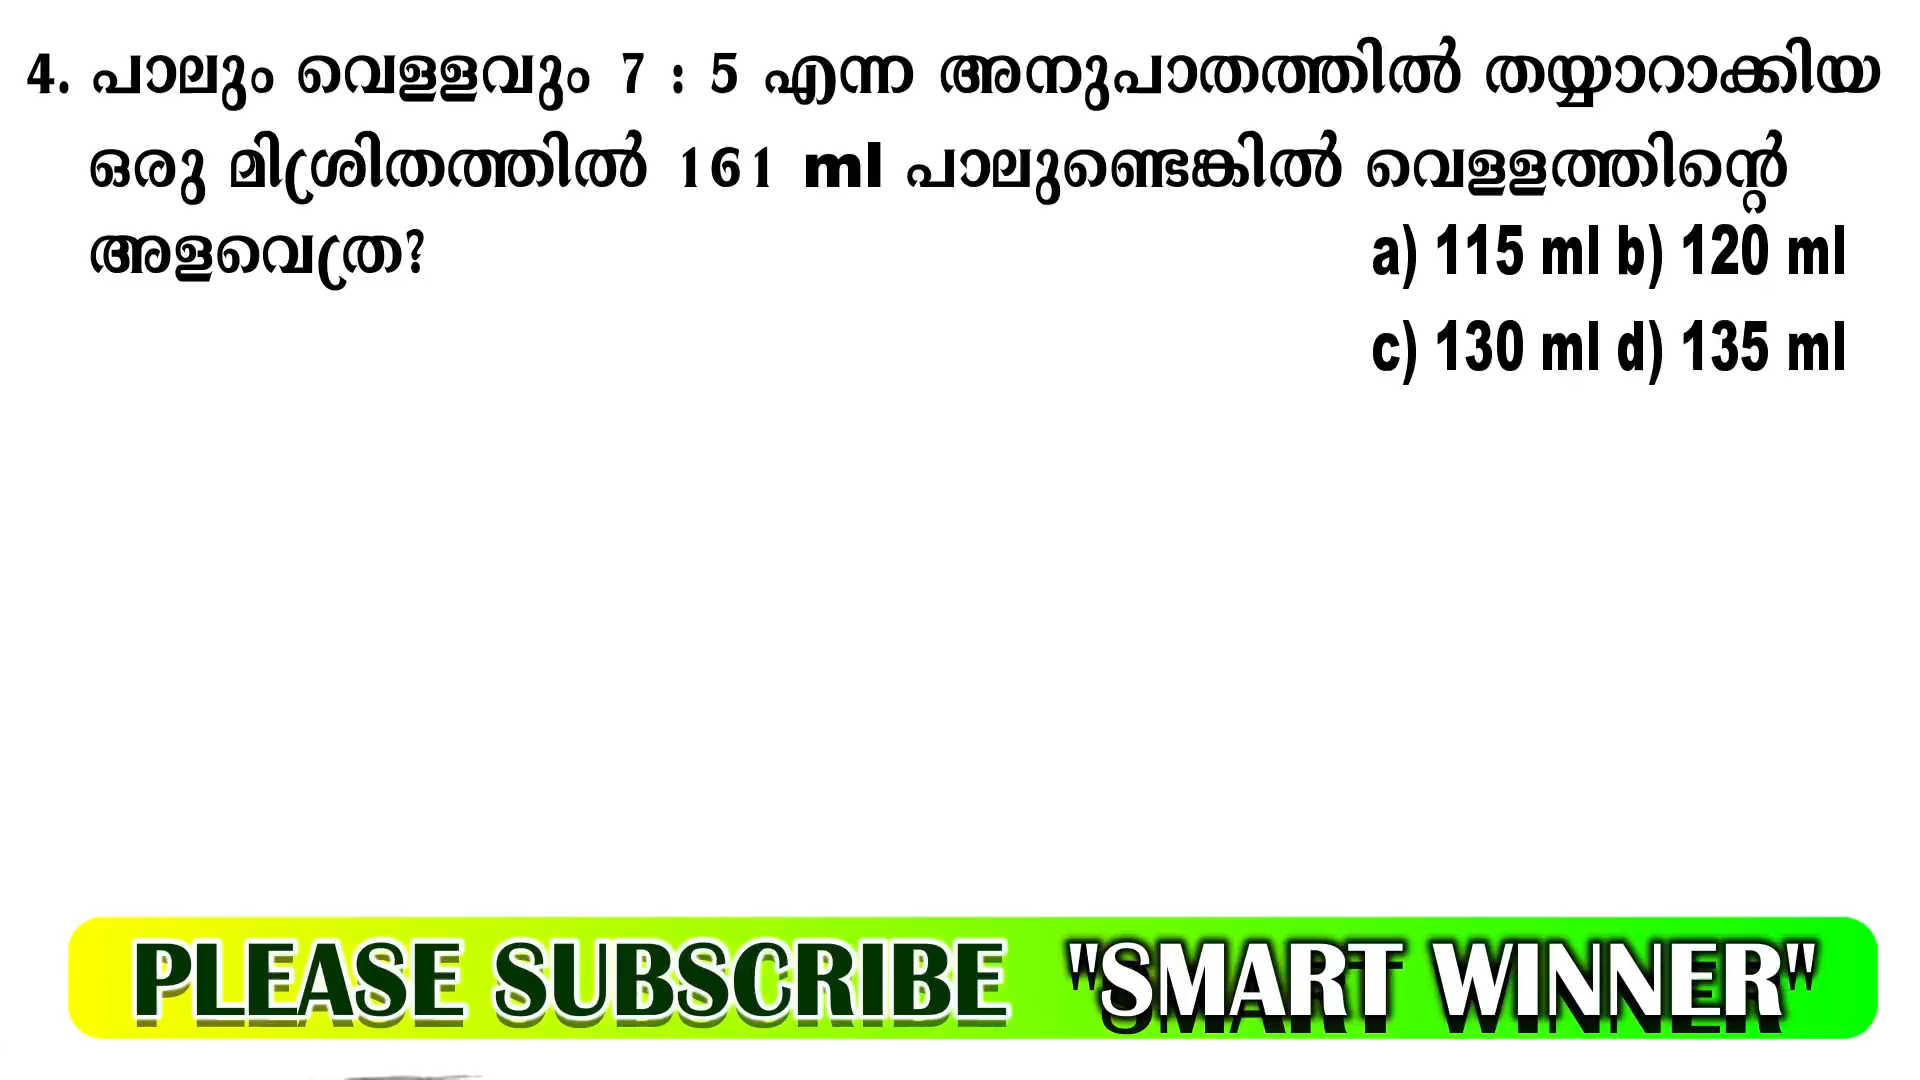 4. പാലും വെള്ളവും 7 : 5 എന്ന അനുപാതത്തിൽ തയ്യാറാക്കിയ
ഒരു മിശ്രിതത്തിൽ 161 ml പാലുണ്ടെങ്കിൽ വെള്ളത്തിന്റെ
അളവെത്ര?
a) 115 ml b) 120 ml
c) 130 ml d) 135 ml
PLEASE SUBSCRIBE "SMART WINNER"